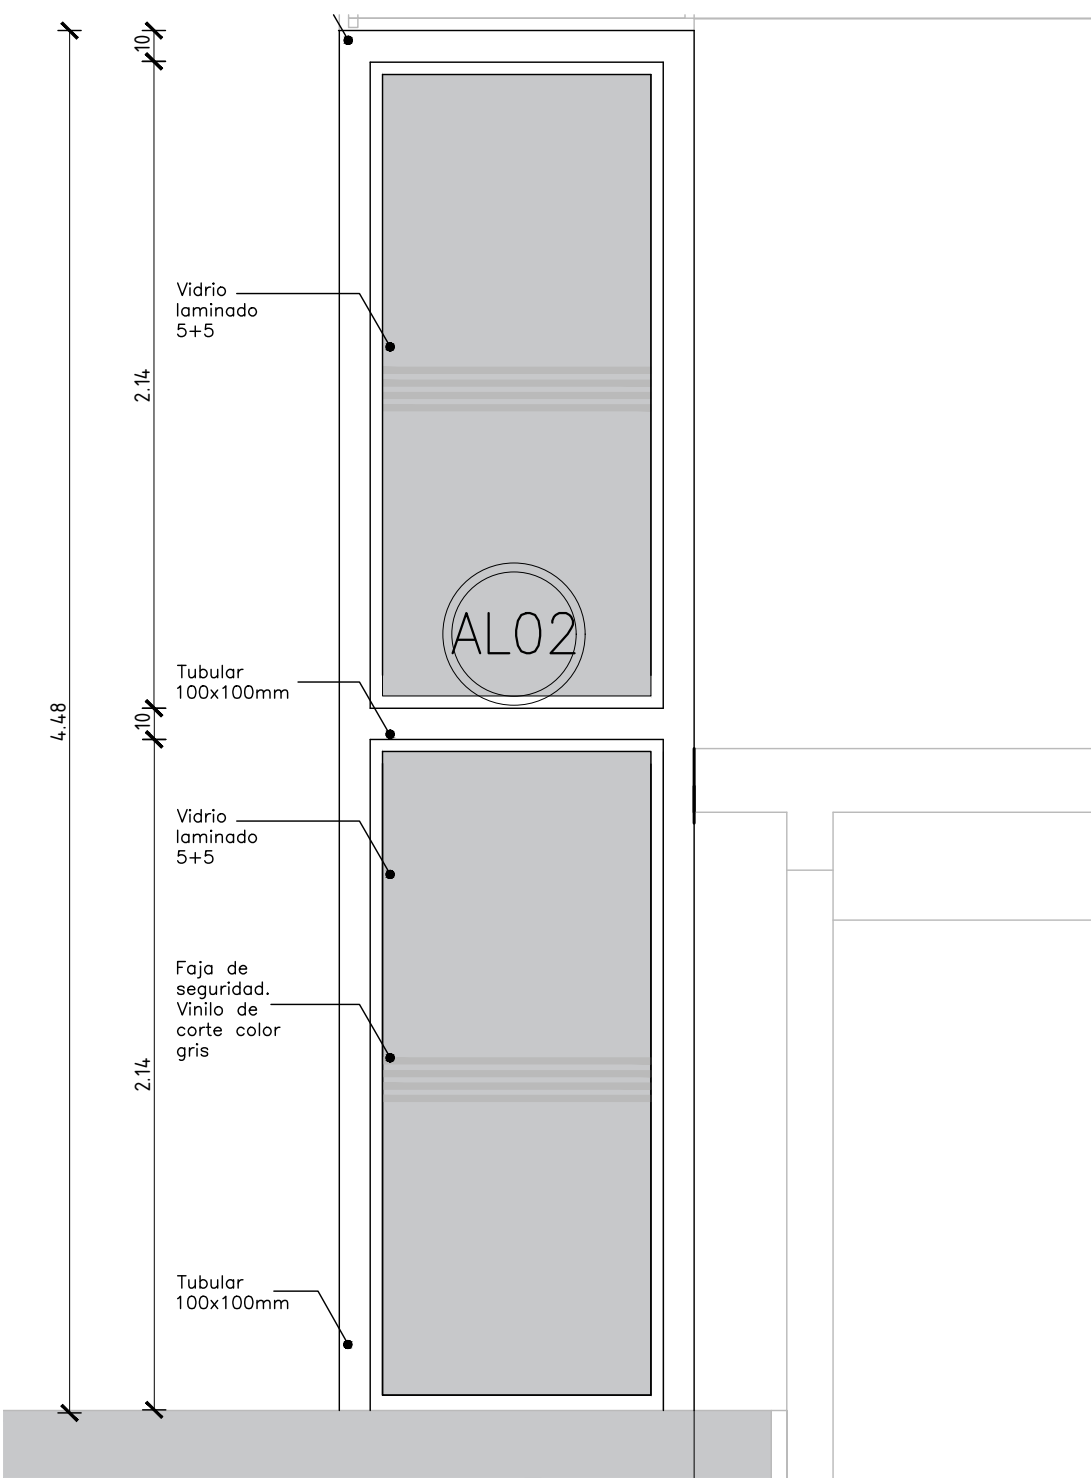 10
Vidrio
laminado
5+5
2.14
AL02
Tubular
100x100mm
10
4.48
Vidrio
laminado
5+5
Faja de
seguridad.
Vinilo de
corte color
gris
2.14
Tubular
100x100mm